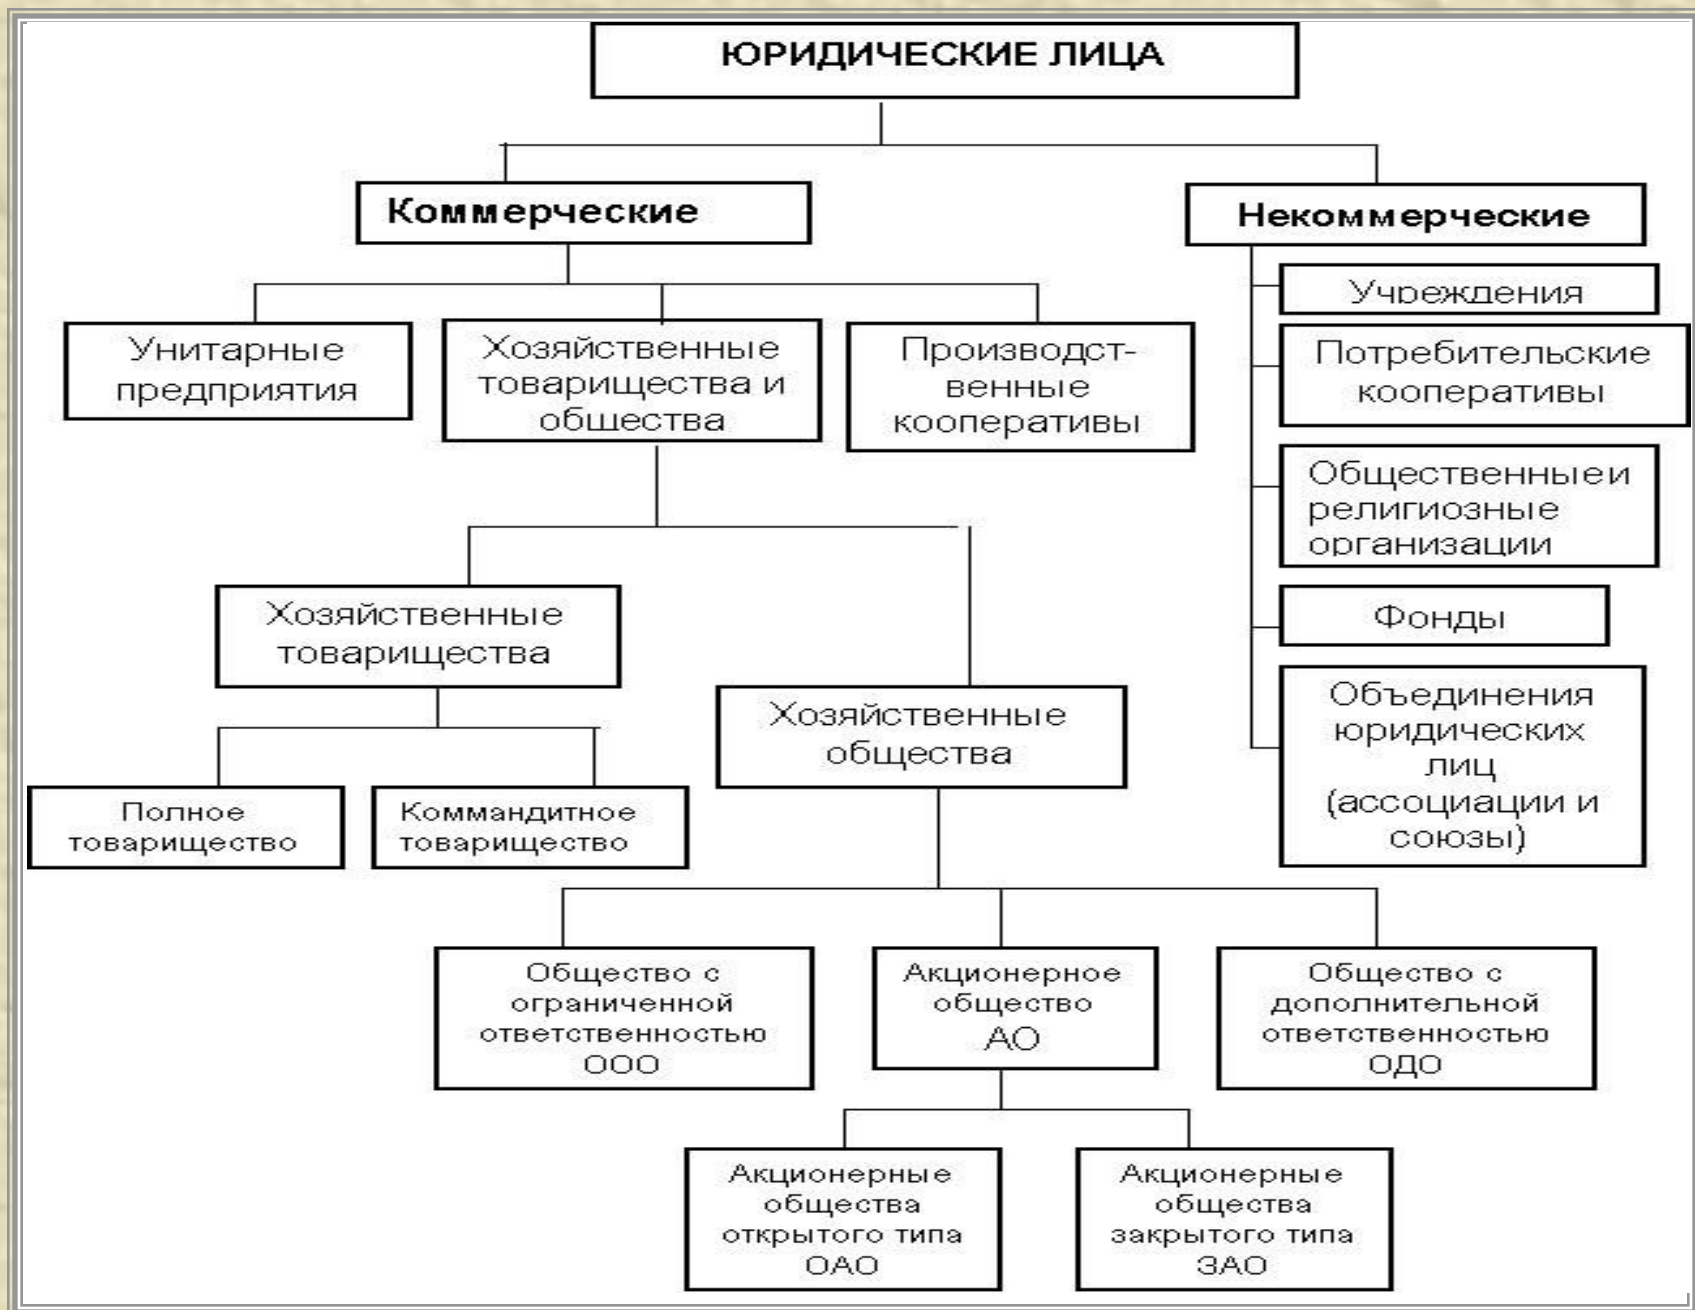 ЮРИДИЧЕСКИЕ ЛИЦА
Коммерческие
Некоммерческие
Унитарные
предприятия
Хозяйственные
товарищества и
общества
Производст-
венные
кооперативы
Учреждения
Потребительские
кооперативы
Общественные и
религиозные
организации
Фонды
Объединения
юридических
лиц
(ассоциации и
союзы)
Хозяйственные
товарищества
Хозяйственные
общества
Полное
товарищество
Коммандитное
товарищество
Общество с
ограниченной
ответственностью
ООО
Акционерное
общество
АО
Общество с
дополнительной
ответственностью
ОДО
Акционерные
общества
открытого типа
ОАО
Акционерные
общества
закрытого типа
ЗАО